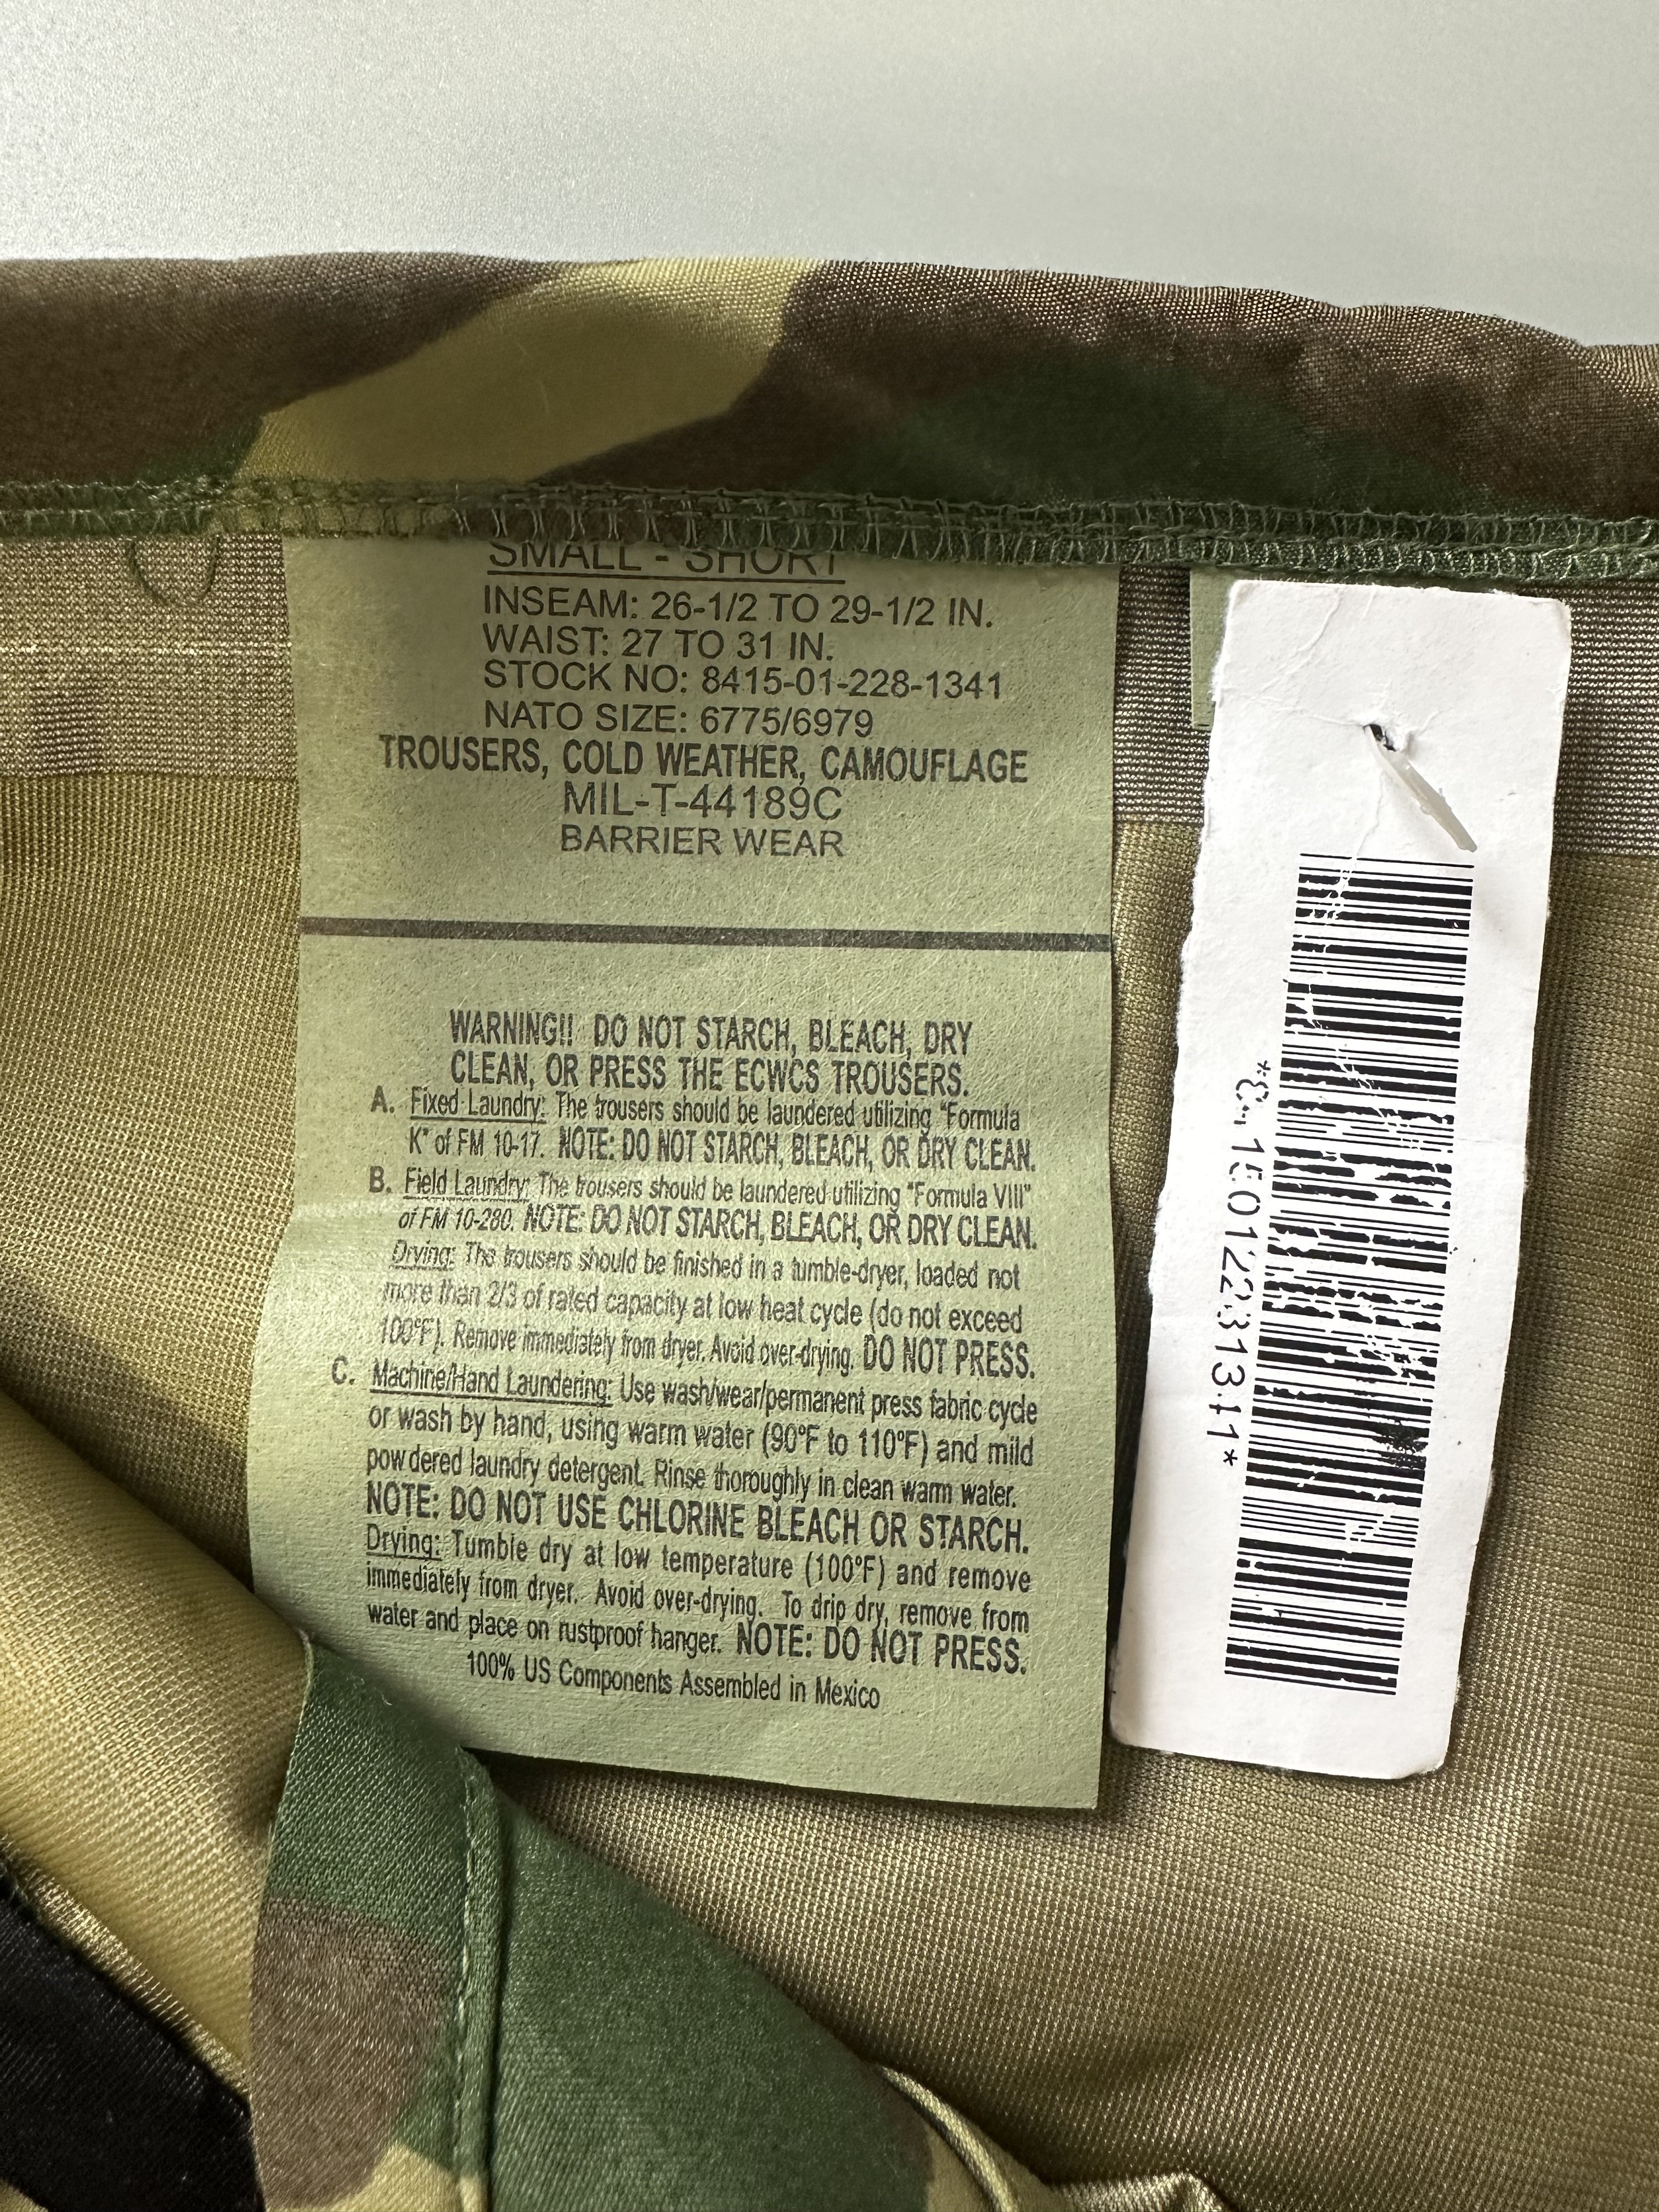 SMALL - SHORT
INSEAM: 26-1/2 TO 29-1/2 IN.
WAIST: 27 TO 31 IN.
STOCK NO: 8415-01-228-1341
NATO SIZE: 6775/6979
TROUSERS, COLD WEATHER, CAMOUFLAGE
MIL-T-44189C
BARRIER WEAR
WARNING!! DO NOT STARCH, BLEACH, DRY
CLEAN, OR PRESS THE ECWCS TROUSERS.
A. Fixed Laundry: The trousers should be laundered utilizing "Formula
K" of FM 10-17. NOTE: DO NOT STARCH, BLEACH, OR DRY CLEAN.
B. Field Laundry: The trousers should be laundered utilizing "Formula VIII"
of FM 10-280. NOTE: DO NOT STARCH, BLEACH, OR DRY CLEAN.
Drying: The trousers should be finished in a tumble-dryer, loaded not
more than 2/3 of rated capacity at low heat cycle (do not exceed
100°F). Remove immediately from dryer. Avoid over-drying. DO NOT PRESS.
C. Machine/Hand Laundering: Use wash/wear/permanent press fabric cycle
or wash by hand, using warm water (90°F to 110°F) and mild
powdered laundry detergent. Rinse thoroughly in clean warm water.
NOTE: DO NOT USE CHLORINE BLEACH OR STARCH.
Drying: Tumble dry at low temperature (100°F) and remove
immediately from dryer. Avoid over-drying. To drip dry, remove from
water and place on rustproof hanger. NOTE: DO NOT PRESS.
100% US Components Assembled in Mexico